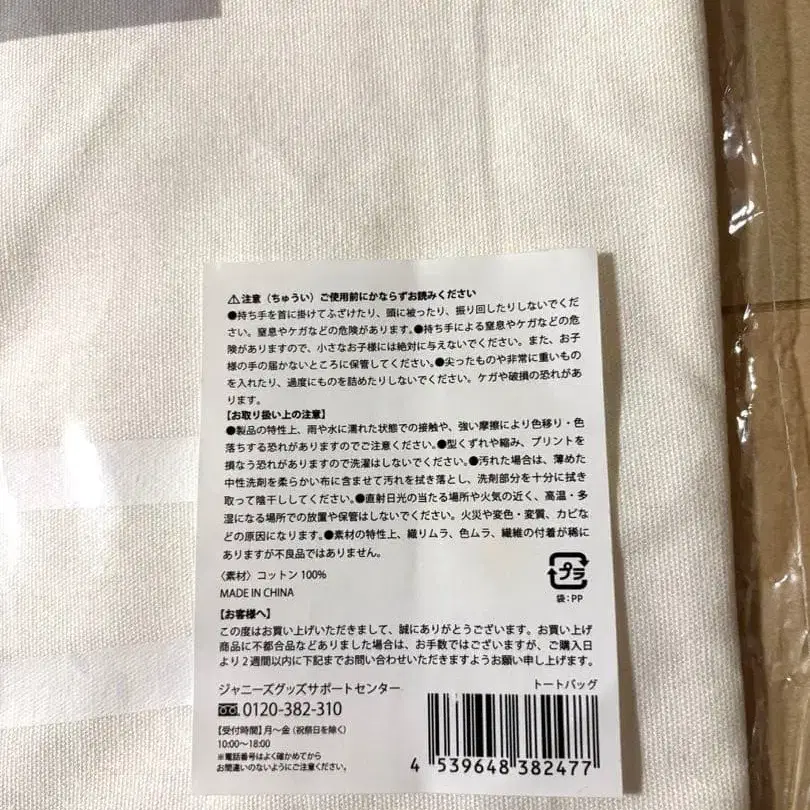 ⚠注意（ちゅうい）ご使用前にかならずお読みください
●持ち手を首に掛けてふざけたり、頭に被ったり、振り回したりしないでくだ
さい。窒息やケガなどの危険があります。●持ち手による窒息やケガなどの危
険がありますので、小さなお子様には絶対に与えないでください。また、お子
様の手の届かないところに保管してください。●尖ったものや非常に重いもの
を入れたり、過度にものを詰めたりしないでください。ケガや破損の恐れがあ
ります。
【お取り扱い上の注意】
●製品の特性上、雨や水に濡れた状態での接触や、強い摩擦により色移り・色
落ちする恐れがありますのでご注意ください。●型くずれや縮み、プリントを
損なう恐れがありますので洗濯はしないでください。●汚れた場合は、薄めた
中性洗剤を柔らかい布に含ませて汚れを拭き落とし、洗剤部分を十分に拭き
取って陰干ししてください。●直射日光の当たる場所や火気の近く、高温・多
湿になる場所での放置や保管はしないでください。火災や変色・変質、カビな
どの原因になります。●素材の特性上、織りムラ、色ムラ、繊維の付着が稀に
ありますが不良品ではありません。
〈素材〉コットン 100%
MADE IN CHINA
プラ
袋：PP
【お客様へ】
この度はお買い上げいただきまして、誠にありがとうございます。お買い上げ
商品に不都合品などありました場合は、お手数ではございますが、ご購入日
より2週間以内に下記までお問い合わせいただきますようお願い申し上げます。
ジャニーズグッズサポートセンター
0120-382-310
【受付時間】月〜金（祝祭日を除く）
10:00〜18:00
※電話番号はよく確かめてから
お間違いのないようにご注意ください。
トートバッグ
4 539648 382477